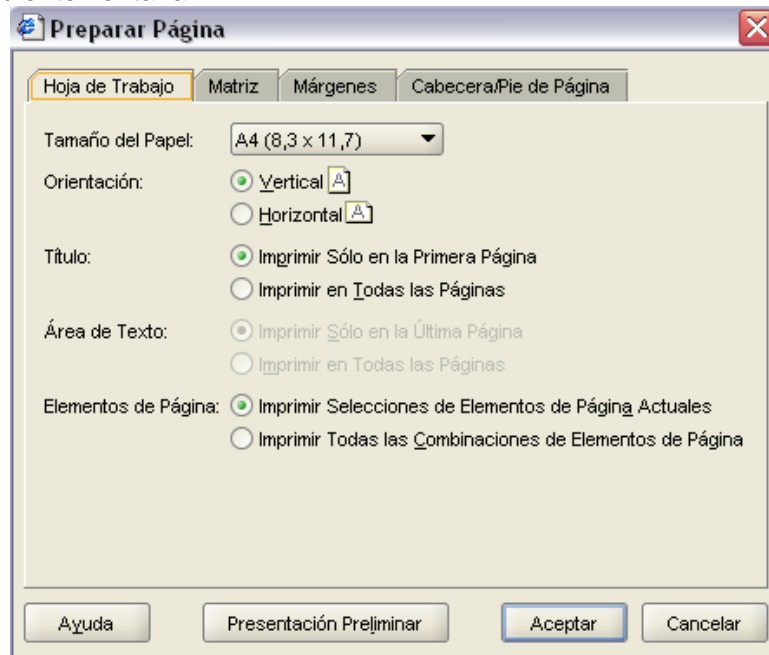 Preparar Página
Hoja de Trabajo Matriz Márgenes Cabecera/Pie de Página
Tamaño del Papel: A4 (8,3 x 11,7)
Orientación: Vertical A
Horizontal A
Título: Imprimir Sólo en la Primera Página
Imprimir en Todas las Páginas
Área de Texto: Imprimir Sólo en la Última Página
Imprimir en Todas las Páginas
Elementos de Página: Imprimir Selecciones de Elementos de Página Actuales
Imprimir Todas las Combinaciones de Elementos de Página
Ayuda Presentación Preliminar Aceptar Cancelar